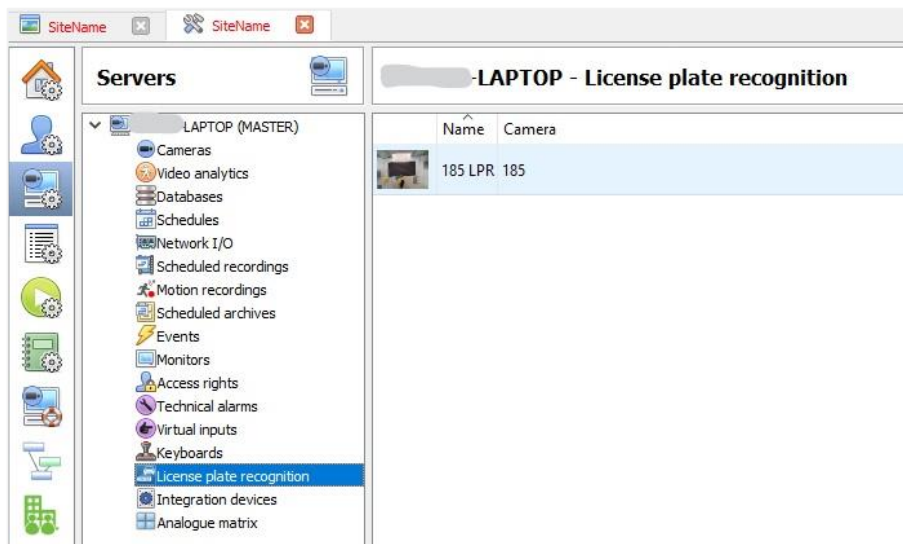 SiteName
SiteName
Servers
-LAPTOP - License plate recognition
LAPTOP (MASTER)
Cameras
Video analytics
Databases
Schedules
Network I/O
Scheduled recordings
Motion recordings
Scheduled archives
Events
Monitors
Access rights
Technical alarms
Virtual inputs
Keyboards
License plate recognition
Integration devices
Analogue matrix
Name Camera
185 LPR 185